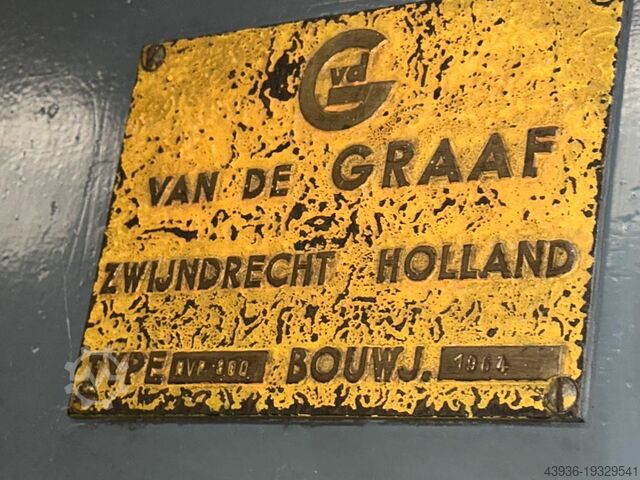 vd
VAN DE GRAAF
ZWIJNDRECHT HOLLAND
TYPE BOUWJ. 1964
43936-19329541